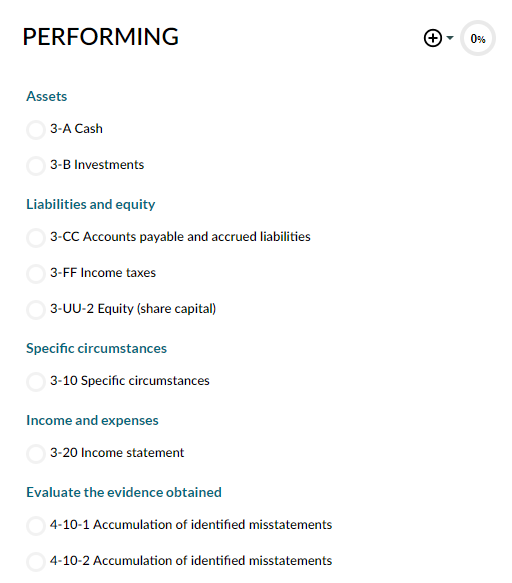 PERFORMING
0%
Assets
3-A Cash
3-B Investments
Liabilities and equity
3-CC Accounts payable and accrued liabilities
3-FF Income taxes
3-UU-2 Equity (share capital)
Specific circumstances
3-10 Specific circumstances
Income and expenses
3-20 Income statement
Evaluate the evidence obtained
4-10-1 Accumulation of identified misstatements
4-10-2 Accumulation of identified misstatements